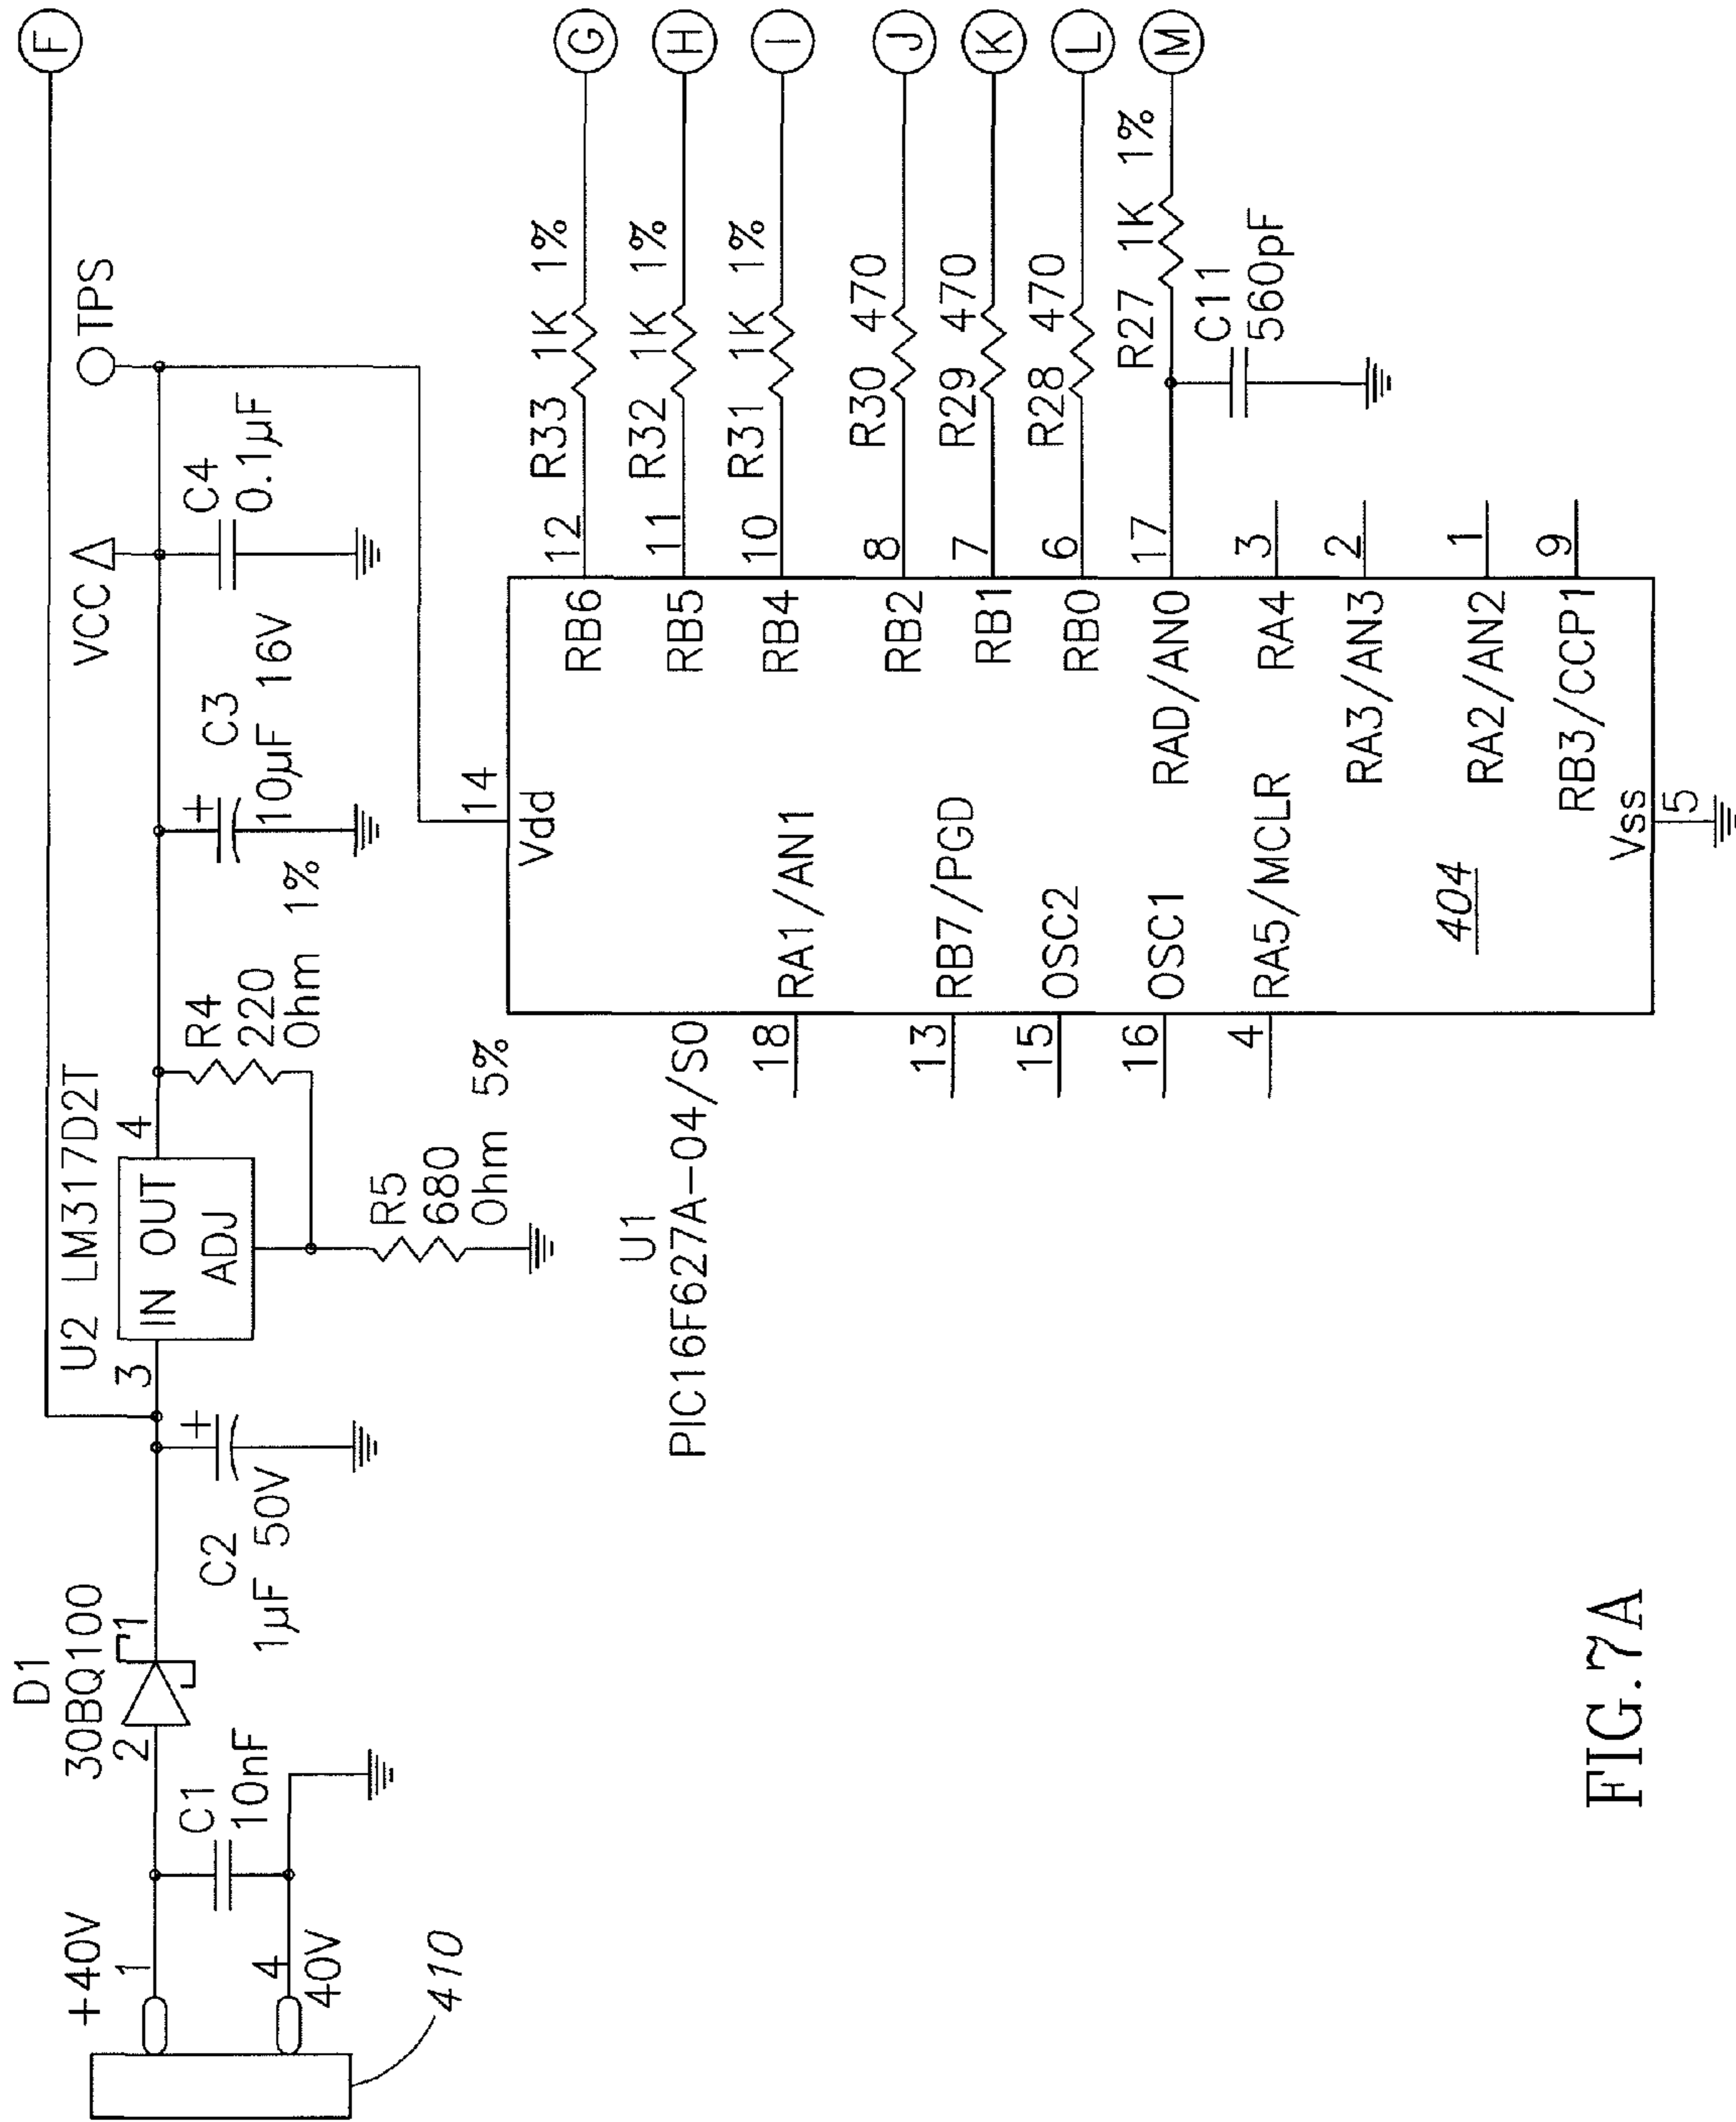 F
TPS
VCC
C4
0.1µF
C3
10µF 16V
R4
220
Ohm 1%
U2 LM317D2T
3
IN OUT
ADJ
4
R5
680
Ohm 5%
D1
30BQ100
2
1
C2
1µF 50V
C1
10nF
+40V
1
4
40V
410
U1
PIC16F627A-04/SO
14
Vdd
18
RA1/AN1
13
RB7/PGD
15
OSC2
16
OSC1
4
RA5/MCLR
404
Vss
5
RB6
12
R33 1K 1%
G
RB5
11
R32 1K 1%
H
RB4
10
R31 1K 1%
I
RB2
8
R30 470
J
RB1
7
R29 470
K
RB0
6
R28 470
L
RAD/AN0
17
R27 1K 1%
M
C11
560pF
RA4
3
RA3/AN3
2
RA2/AN2
1
RB3/CCP1
9
FIG.7A